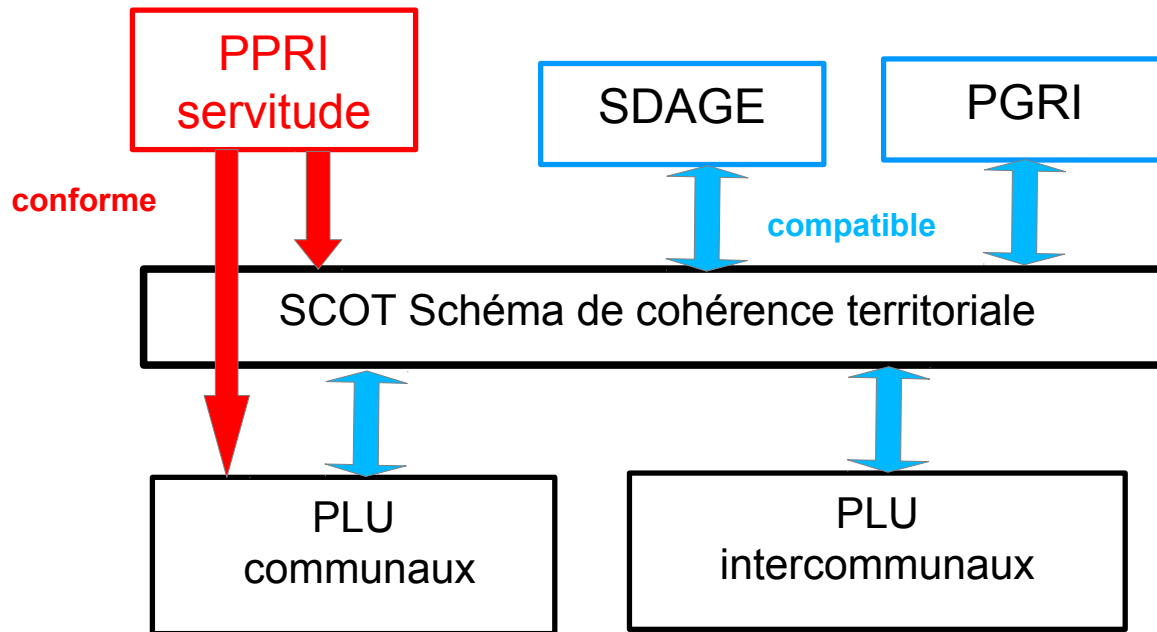 PPRI
servitude
SDAGE
PGRI
conforme
compatible
SCOT Schéma de cohérence territoriale
PLU
communaux
PLU
intercommunaux